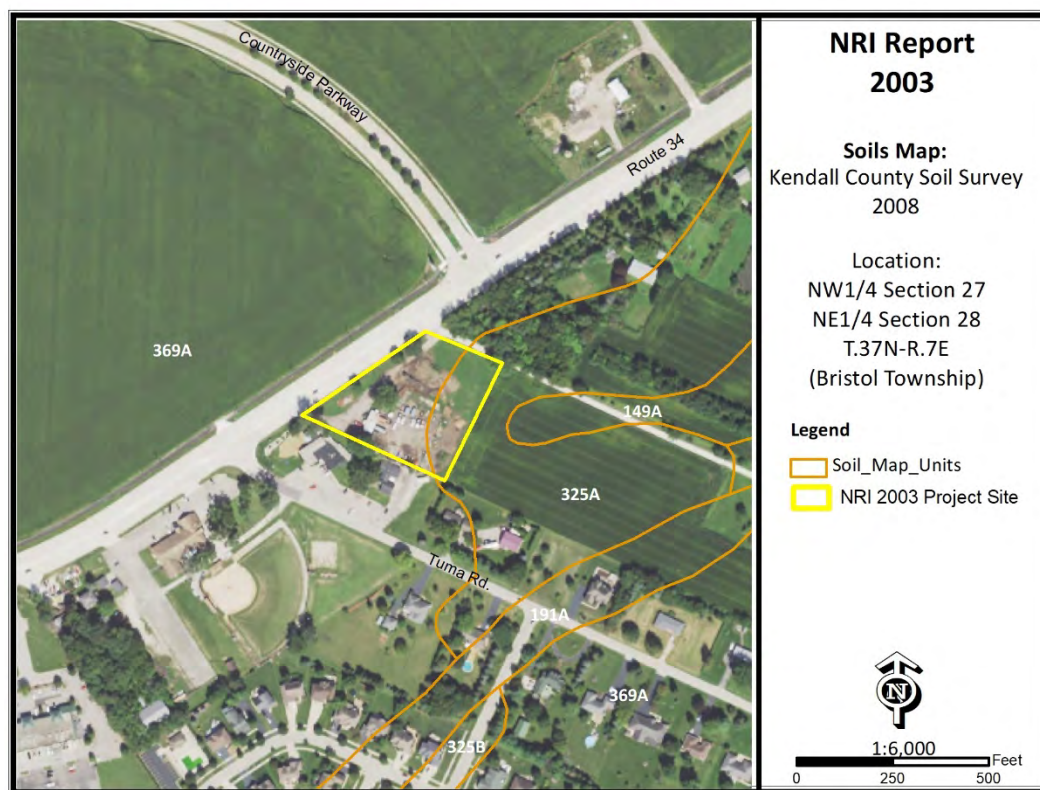 Countryside Parkway
Route 34
369A
149A
325A
Tuma Rd.
191A
369A
325B
NRI Report
2003
Soils Map:
Kendall County Soil Survey
2008
Location:
NW1/4 Section 27
NE1/4 Section 28
T.37N-R.7E
(Bristol Township)
Legend
Soil_Map_Units
NRI 2003 Project Site
N
1:6,000
Feet
0 250 500